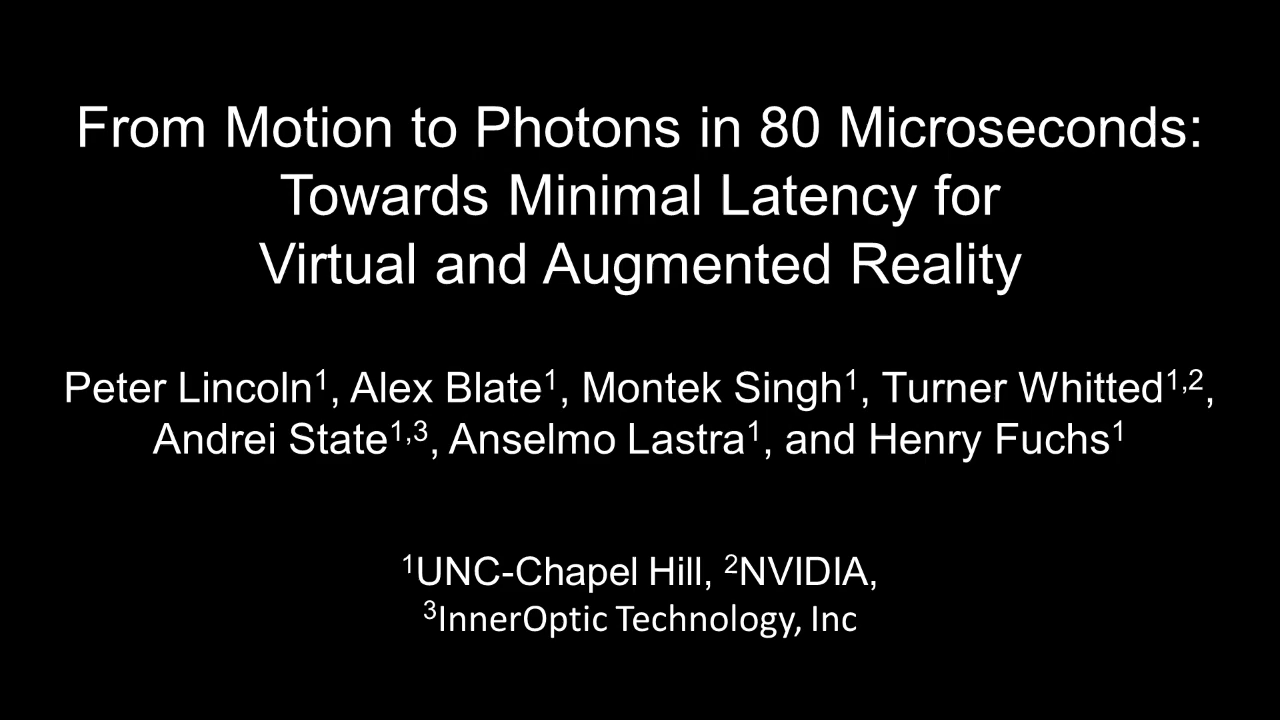 From Motion to Photons in 80 Microseconds:
Towards Minimal Latency for
Virtual and Augmented Reality
Peter Lincoln¹, Alex Blate¹, Montek Singh¹, Turner Whitted¹,²,
Andrei State¹,³, Anselmo Lastra¹, and Henry Fuchs¹
¹UNC-Chapel Hill, ²NVIDIA,
³InnerOptic Technology, Inc